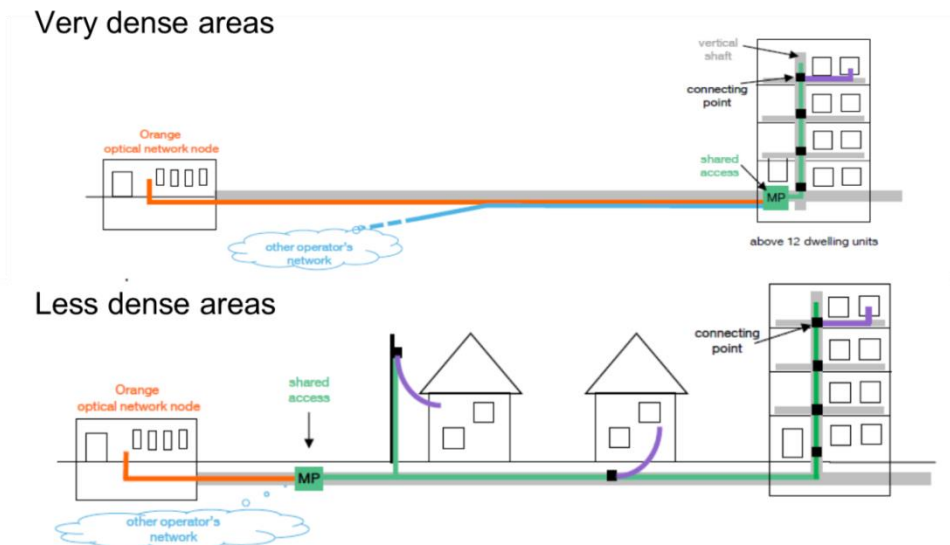 Very dense areas
vertical
shaft
connecting
point
Orange
optical network node
shared
access
MP
other operator's
network
above 12 dwelling units
Less dense areas
connecting
point
Orange
optical network node
shared
access
MP
other operator's
network